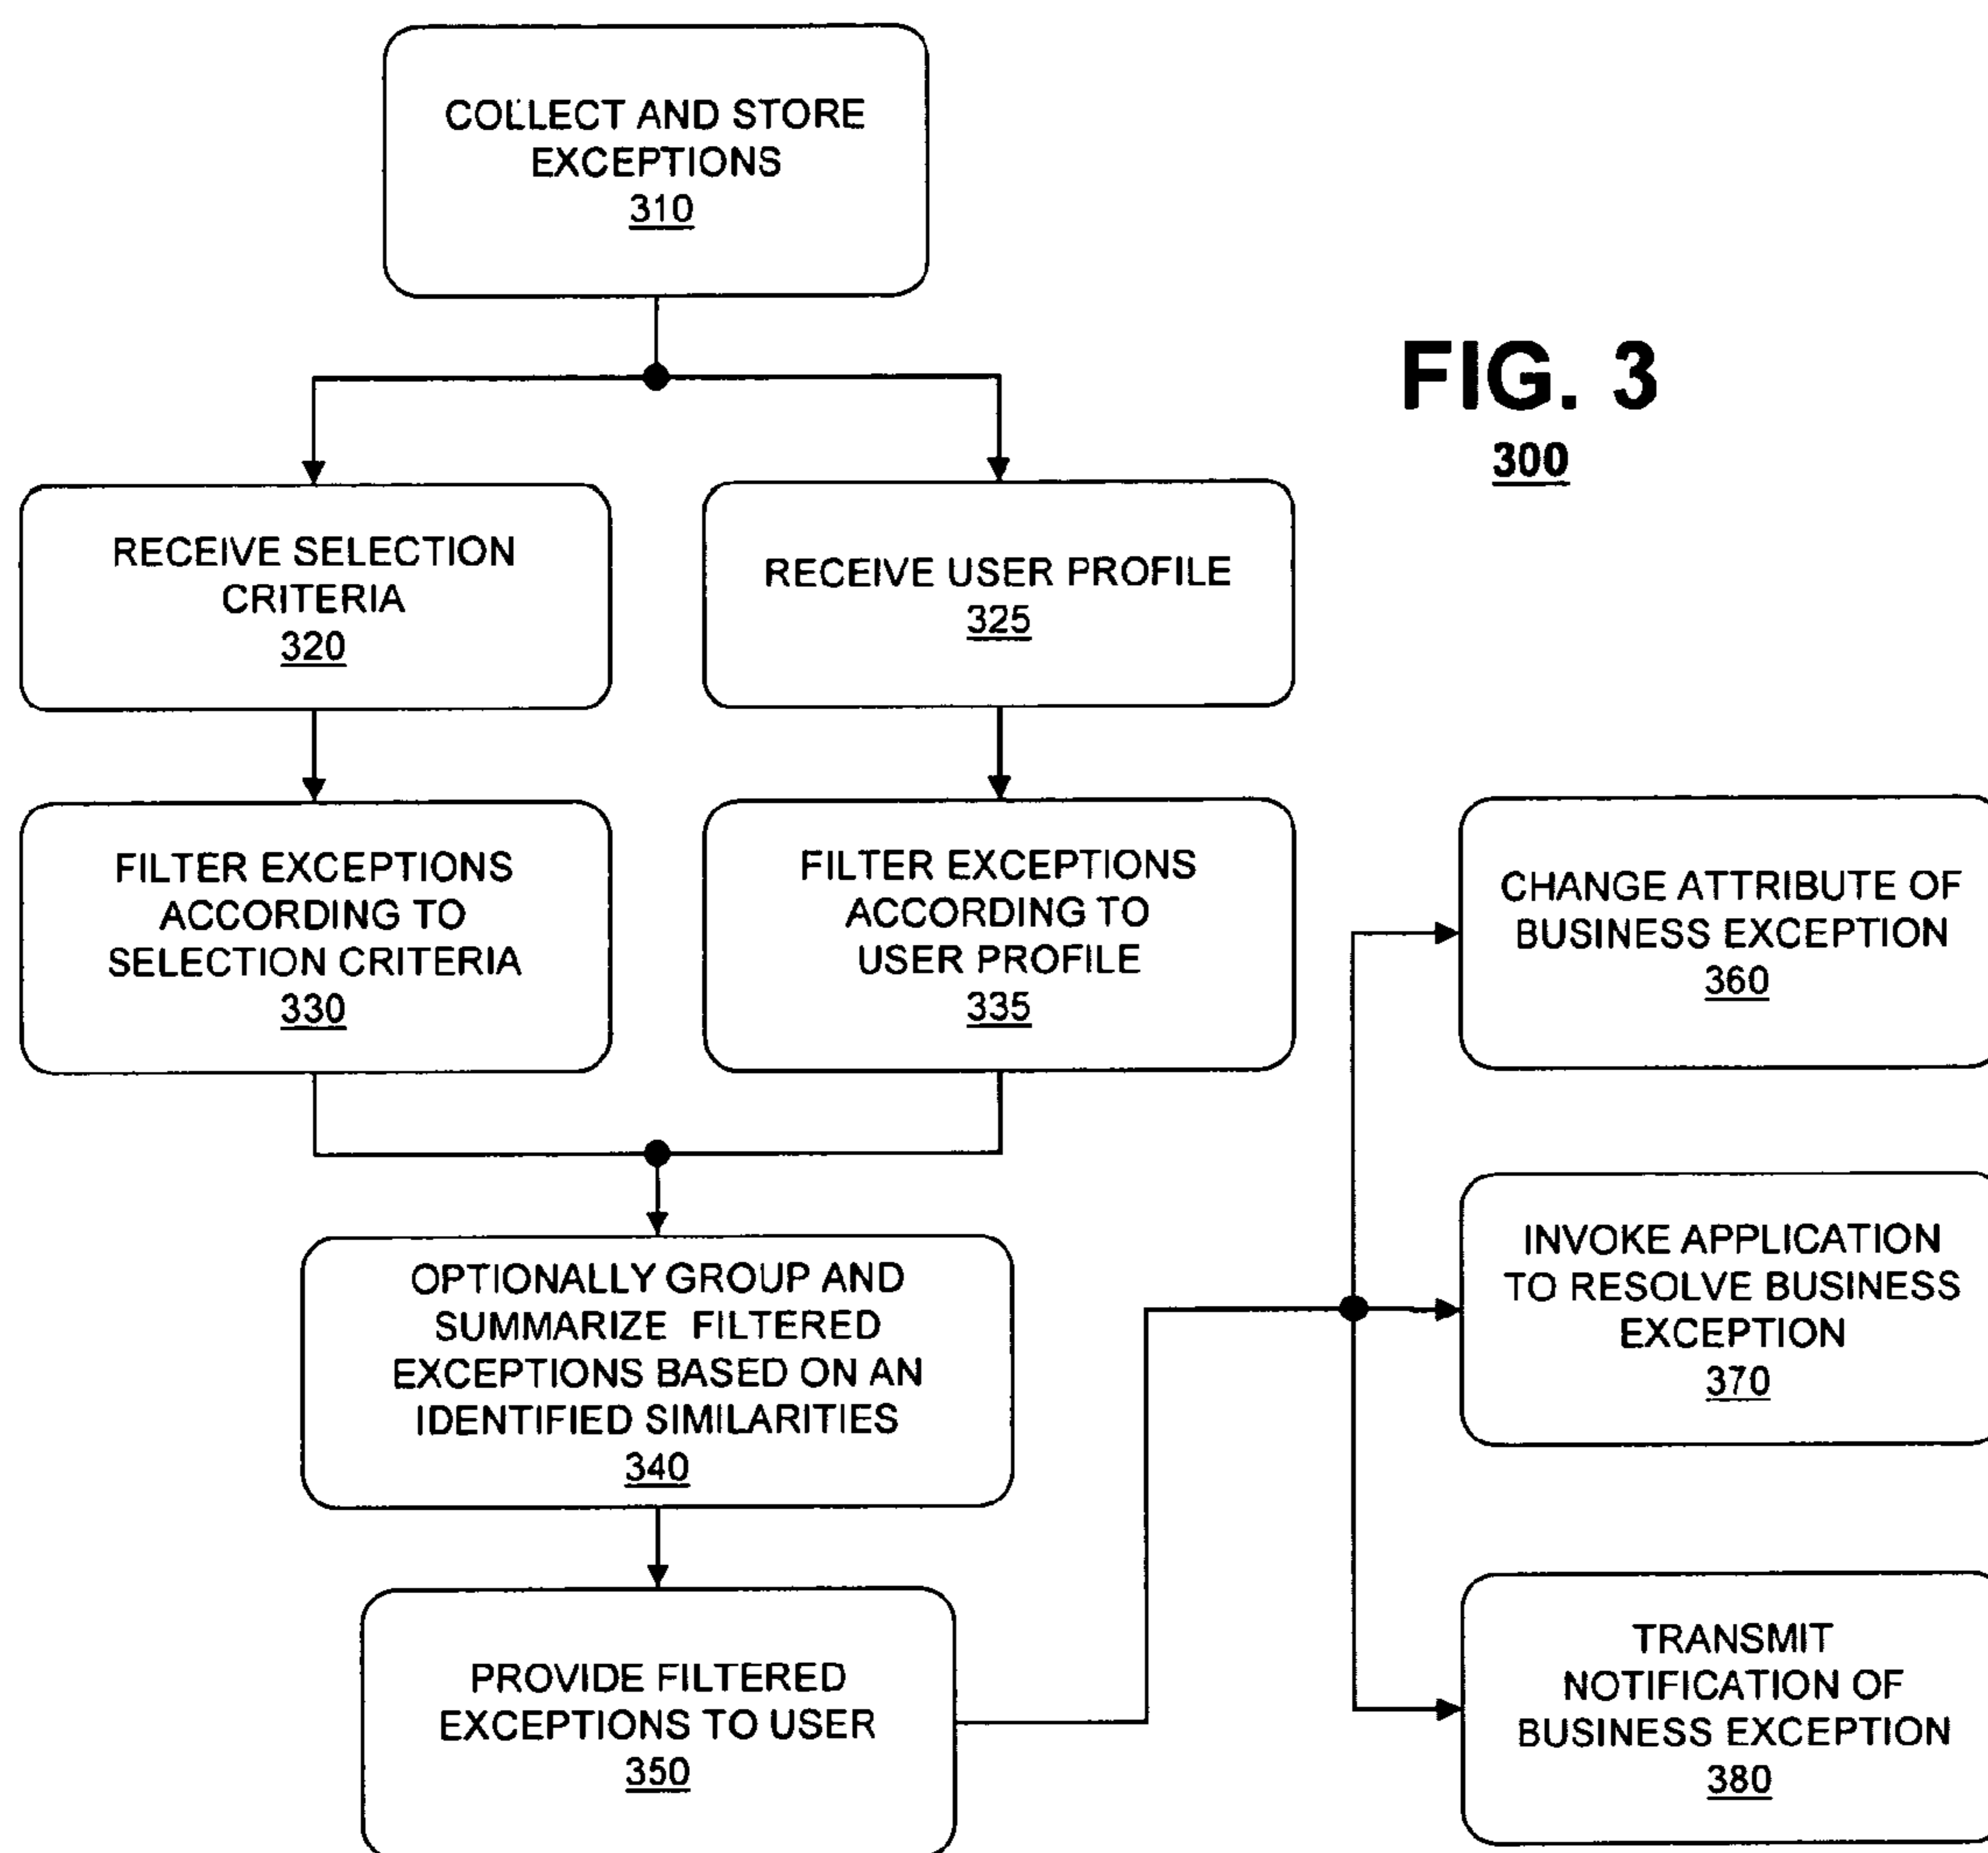 COLLECT AND STORE
EXCEPTIONS
310
FIG. 3
300
RECEIVE SELECTION
CRITERIA
320
RECEIVE USER PROFILE
325
FILTER EXCEPTIONS
ACCORDING TO
SELECTION CRITERIA
330
FILTER EXCEPTIONS
ACCORDING TO
USER PROFILE
335
CHANGE ATTRIBUTE OF
BUSINESS EXCEPTION
360
OPTIONALLY GROUP AND
SUMMARIZE FILTERED
EXCEPTIONS BASED ON AN
IDENTIFIED SIMILARITIES
340
INVOKE APPLICATION
TO RESOLVE BUSINESS
EXCEPTION
370
PROVIDE FILTERED
EXCEPTIONS TO USER
350
TRANSMIT
NOTIFICATION OF
BUSINESS EXCEPTION
380